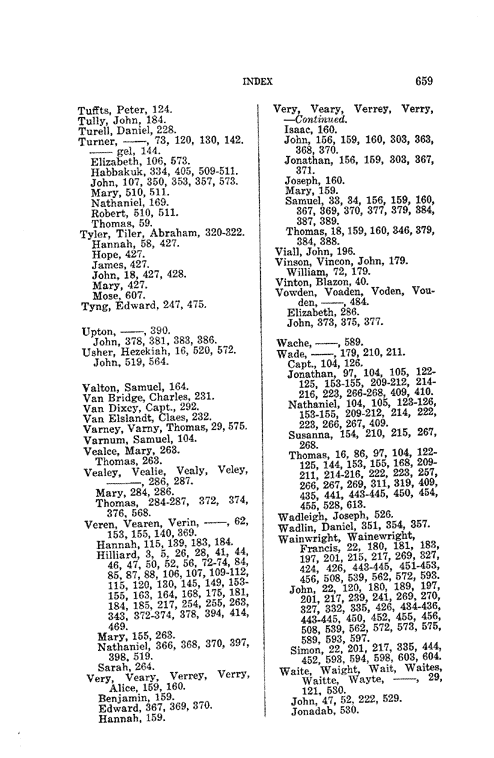 INDEX 659
Tuffts, Peter, 124.
Tully, John, 184.
Turell, Daniel, 228.
Turner, ——, 73, 120, 130, 142.
—— gel, 144.
Elizabeth, 106, 573.
Habbakuk, 334, 405, 509-511.
John, 107, 350, 353, 357, 573.
Mary, 510, 511.
Nathaniel, 169.
Robert, 510, 511.
Thomas, 59.
Tyler, Tiler, Abraham, 320-322.
Hannah, 58, 427.
Hope, 427.
James, 427.
John, 18, 427, 428.
Mary, 427.
Mose, 607.
Tyng, Edward, 247, 475.
Upton, ——, 390.
John, 378, 381, 383, 386.
Usher, Hezekiah, 16, 520, 572.
John, 519, 564.
Valton, Samuel, 164.
Van Bridge, Charles, 231.
Van Dixcy, Capt., 292.
Van Elslandt, Claes, 232.
Varney, Varny, Thomas, 29, 575.
Varnum, Samuel, 104.
Vealce, Mary, 263.
Thomas, 263.
Vealey, Vealie, Vealy, Veley,
———, 286, 287.
Mary, 284, 286.
Thomas, 284-287, 372, 374,
376, 568.
Veren, Vearen, Verin, ——, 62,
153, 155, 140, 369.
Hannah, 115, 139, 183, 184.
Hilliard, 3, 5, 26, 28, 41, 44,
46, 47, 50, 52, 56, 72-74, 84,
85, 87, 88, 106, 107, 109-112,
115, 120, 130, 145, 149, 153-
155, 163, 164, 168, 175, 181,
184, 185, 217, 254, 255, 263,
343, 372-374, 378, 394, 414,
469.
Mary, 155, 263.
Nathaniel, 366, 368, 370, 397,
398, 519.
Sarah, 264.
Very, Veary, Verrey, Verry,
Alice, 159, 160.
Benjamin, 159.
Edward, 367, 369, 370.
Hannah, 159.
Very, Veary, Verrey, Verry,
—Continued.
Isaac, 160.
John, 156, 159, 160, 303, 363,
368, 370.
Jonathan, 156, 159, 303, 367,
371.
Joseph, 160.
Mary, 159.
Samuel, 33, 34, 156, 159, 160,
367, 369, 370, 377, 379, 384,
387, 389.
Thomas, 18, 159, 160, 346, 379,
384, 388.
Viall, John, 196.
Vinson, Vincon, John, 179.
William, 72, 179.
Vinton, Blazon, 40.
Vowden, Voaden, Voden, Vou-
den, ——, 484.
Elizabeth, 286.
John, 373, 375, 377.
Wache, ——, 589.
Wade, ——, 179, 210, 211.
Capt., 104, 126.
Jonathan, 97, 104, 105, 122-
125, 153-155, 209-212, 214-
216, 223, 266-268, 409, 410.
Nathaniel, 104, 105, 123-126,
153-155, 209-212, 214, 222,
223, 266, 267, 409.
Susanna, 154, 210, 215, 267,
268.
Thomas, 16, 86, 97, 104, 122-
125, 144, 153, 155, 168, 209-
211, 214-216, 222, 223, 257,
266, 267, 269, 311, 319, 409,
435, 441, 443-445, 450, 454,
455, 528, 613.
Wadleigh, Joseph, 526.
Wadlin, Daniel, 351, 354, 357.
Wainwright, Wainewright,
Francis, 22, 180, 181, 183,
197, 201, 215, 217, 269, 327,
424, 426, 443-445, 451-453,
456, 508, 539, 562, 572, 593.
John, 22, 120, 180, 189, 197,
201, 217, 239, 241, 269, 270,
327, 332, 335, 426, 434-436,
443-445, 450, 452, 455, 456,
508, 539, 562, 572, 573, 575,
589, 593, 597.
Simon, 22, 201, 217, 335, 444,
452, 593, 594, 598, 603, 604.
Waite, Waight, Wait, Waites,
Waitte, Wayte, ——, 29,
121, 530.
John, 47, 52, 222, 529.
Jonadab, 530.